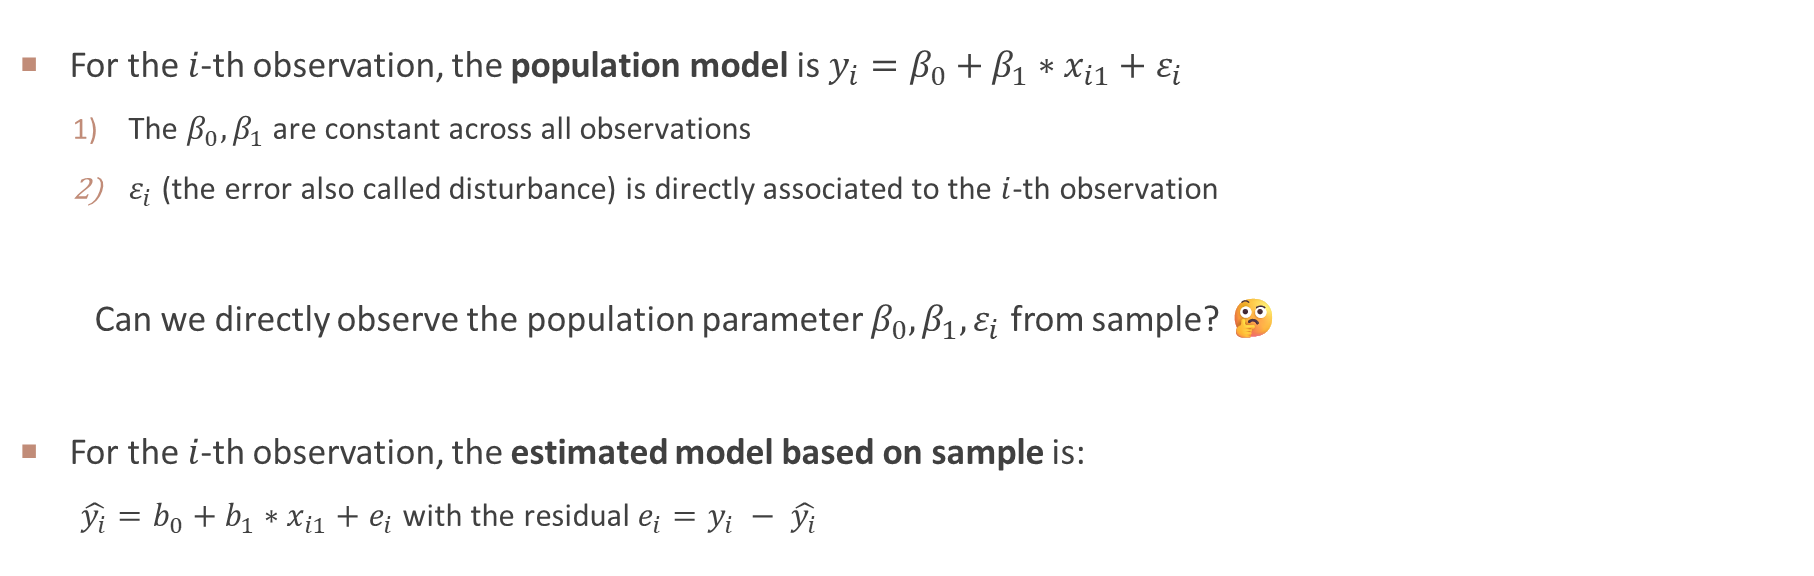 ▪ For the 𝑖-th observation, the population model is 𝑦ᵢ = β₀ + β₁ ∗ 𝑥ᵢ₁ + εᵢ
1) The β₀, β₁ are constant across all observations
2) εᵢ (the error also called disturbance) is directly associated to the 𝑖-th observation
Can we directly observe the population parameter β₀, β₁, εᵢ from sample? 🤔
▪ For the 𝑖-th observation, the estimated model based on sample is:
ŷᵢ = b₀ + b₁ ∗ 𝑥ᵢ₁ + eᵢ with the residual eᵢ = yᵢ − ŷᵢ